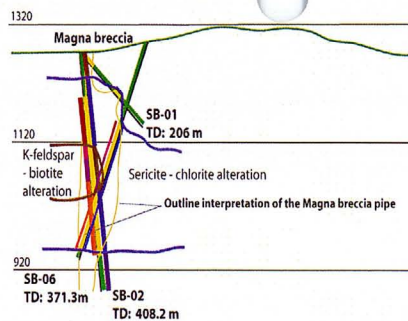 1320
Magna breccia
SB-01
TD: 206 m
1120
K-feldspar
- biotite
alteration
Sericite - chlorite alteration
Outline interpretation of the Magna breccia pipe
920
SB-06
TD: 371.3m
SB-02
TD: 408.2 m